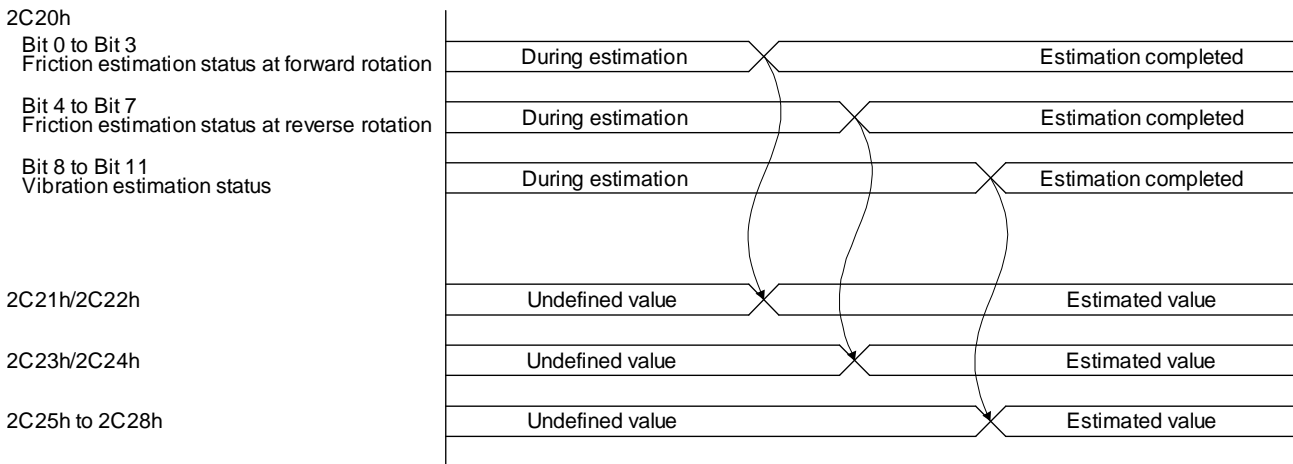 2C20h
Bit 0 to Bit 3
Friction estimation status at forward rotation
During estimation
Estimation completed
Bit 4 to Bit 7
Friction estimation status at reverse rotation
During estimation
Estimation completed
Bit 8 to Bit 11
Vibration estimation status
During estimation
Estimation completed
2C21h/2C22h
Undefined value
Estimated value
2C23h/2C24h
Undefined value
Estimated value
2C25h to 2C28h
Undefined value
Estimated value